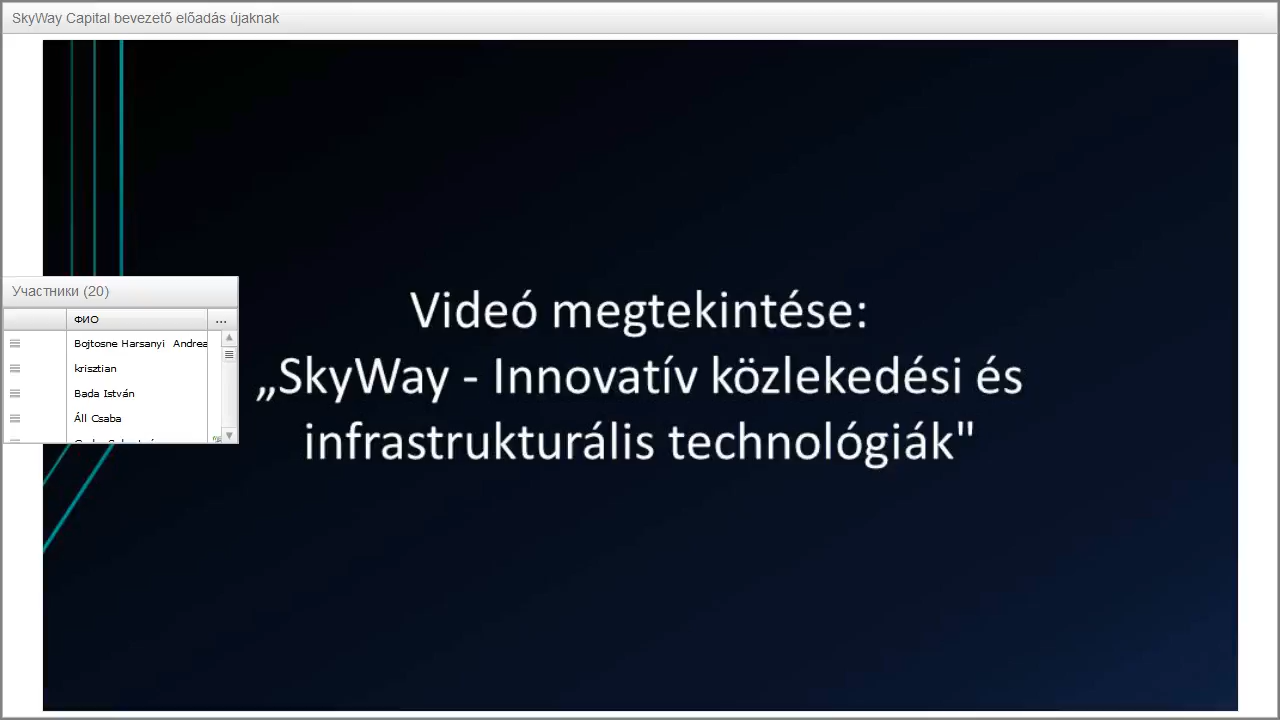 SkyWay Capital bevezető előadás újaknak
Участники (20)
ФИО ...
Bojtosne Harsanyi Andrea
krisztian
Bada István
Áll Csaba
Videó megtekintése:
„SkyWay - Innovatív közlekedési és
infrastrukturális technológiák"